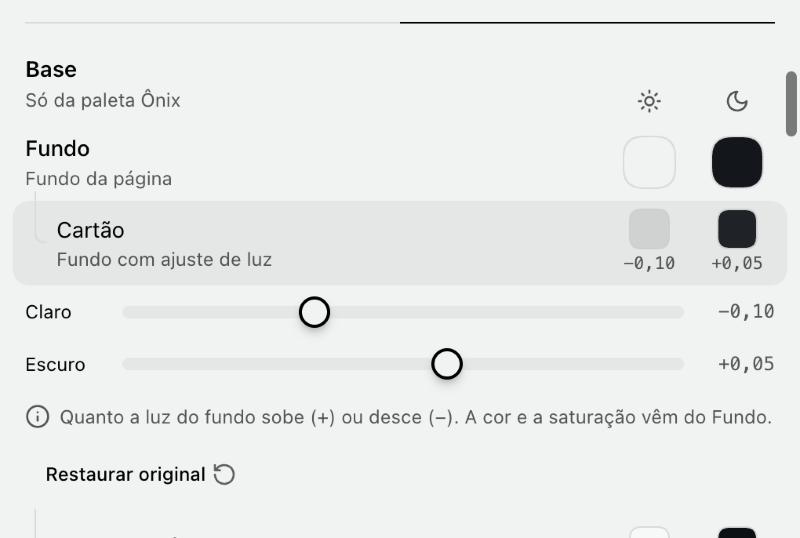 Base
Só da paleta Ônix
Fundo
Fundo da página
Cartão
Fundo com ajuste de luz
−0,10
+0,05
Claro
−0,10
Escuro
+0,05
Quanto a luz do fundo sobe (+) ou desce (−). A cor e a saturação vêm do Fundo.
Restaurar original